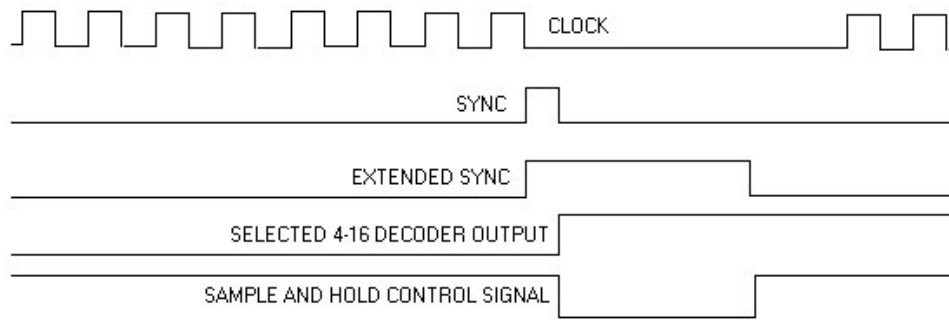 CLOCK
SYNC
EXTENDED SYNC
SELECTED 4-16 DECODER OUTPUT
SAMPLE AND HOLD CONTROL SIGNAL